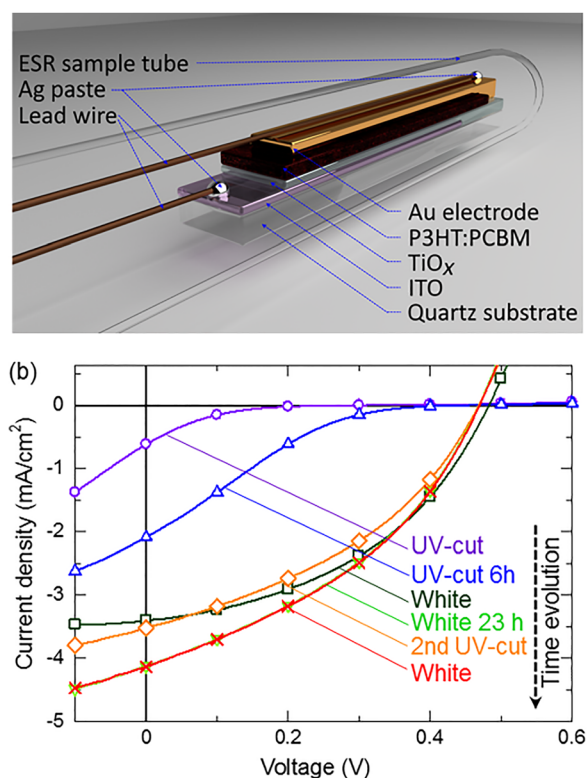 ESR sample tube
Ag paste
Lead wire
Au electrode
P3HT:PCBM
TiOx
ITO
Quartz substrate
(b)
0
-1
-2
-3
-4
-5
Current density (mA/cm²)
UV-cut
UV-cut 6h
White
White 23 h
2nd UV-cut
White
Time evolution
0
0.2
0.4
0.6
Voltage (V)